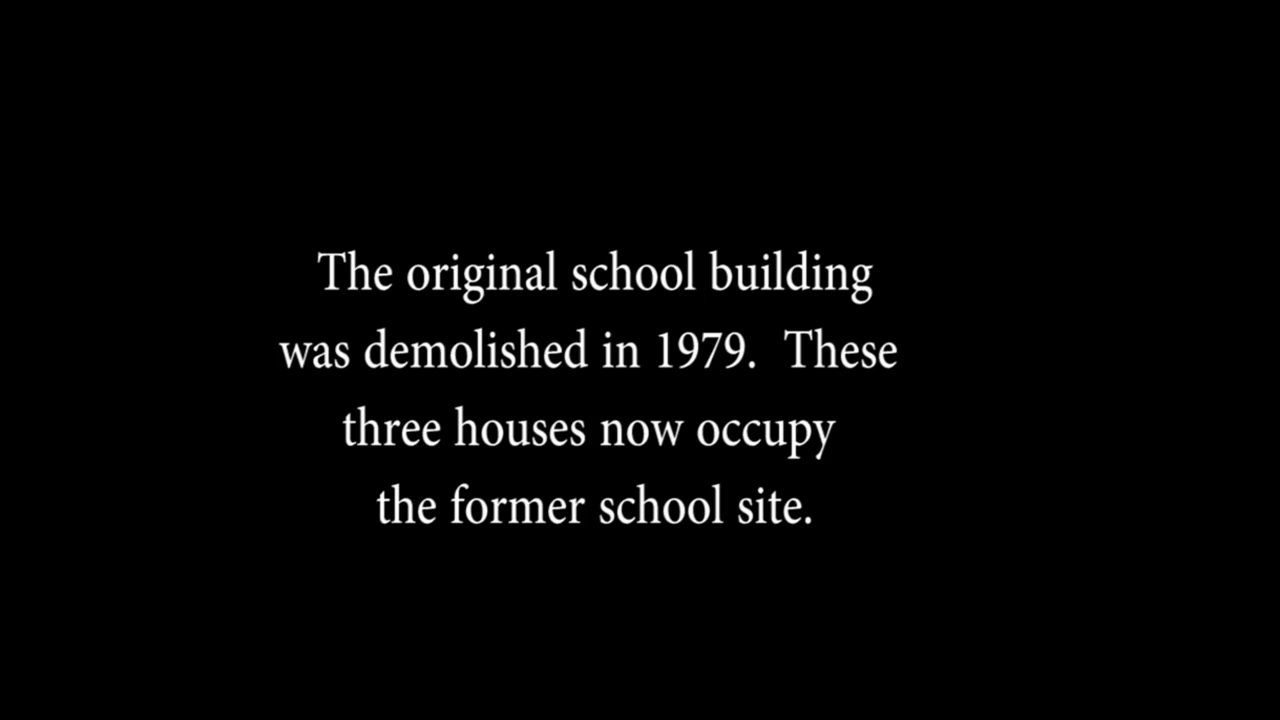 The original school building
was demolished in 1979.  These
three houses now occupy
the former school site.